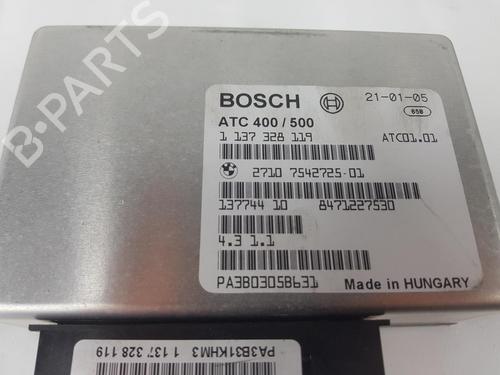 B-PARTS
BOSCH
21-01-05
ATC 400 / 500
65B
1 137 328 119
ATC01.01
2710 7542725-01
137744 10 8471227530
4.3 1.1
PA3B03058631
Made in HUNGARY
PA3B31KHM3 1 137 328 119